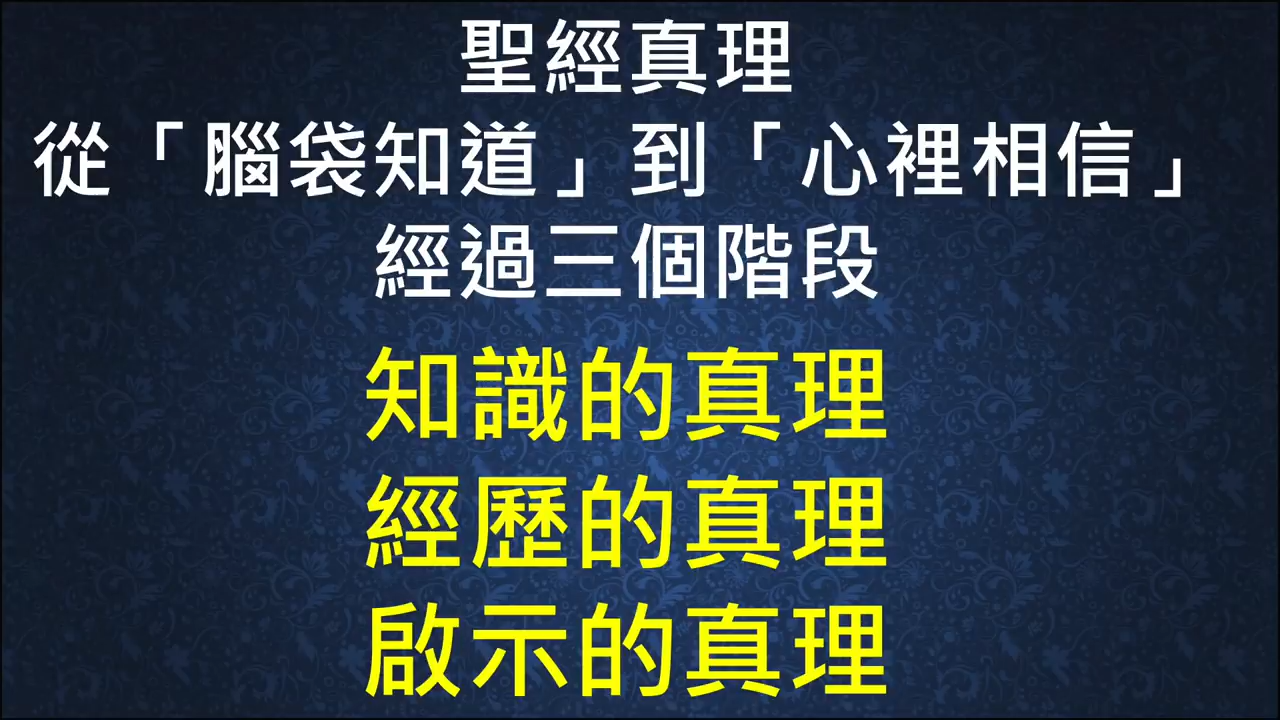 聖經真理
從「腦袋知道」到「心裡相信」
經過三個階段
知識的真理
經歷的真理
啟示的真理